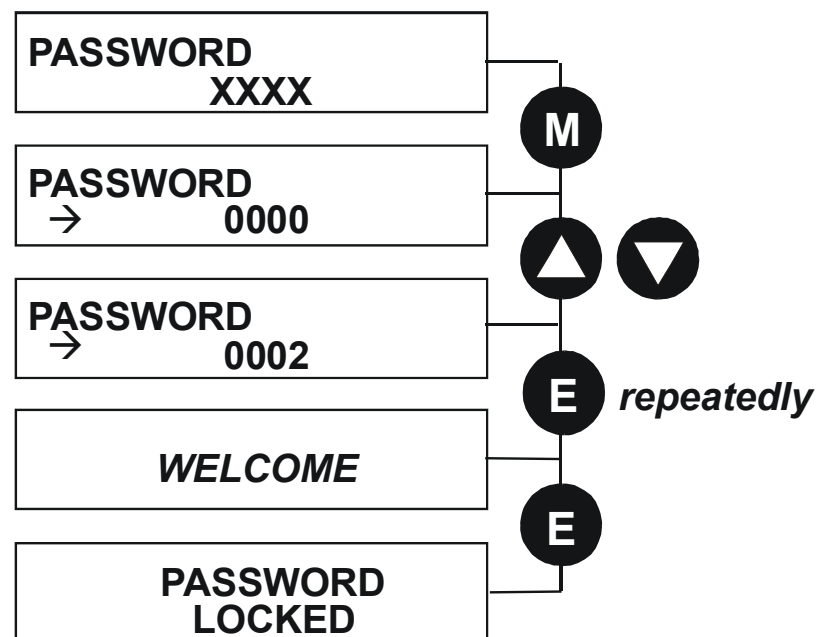 PASSWORD
XXXX
M
PASSWORD
→ 0000
PASSWORD
→ 0002
E repeatedly
WELCOME
E
PASSWORD
LOCKED